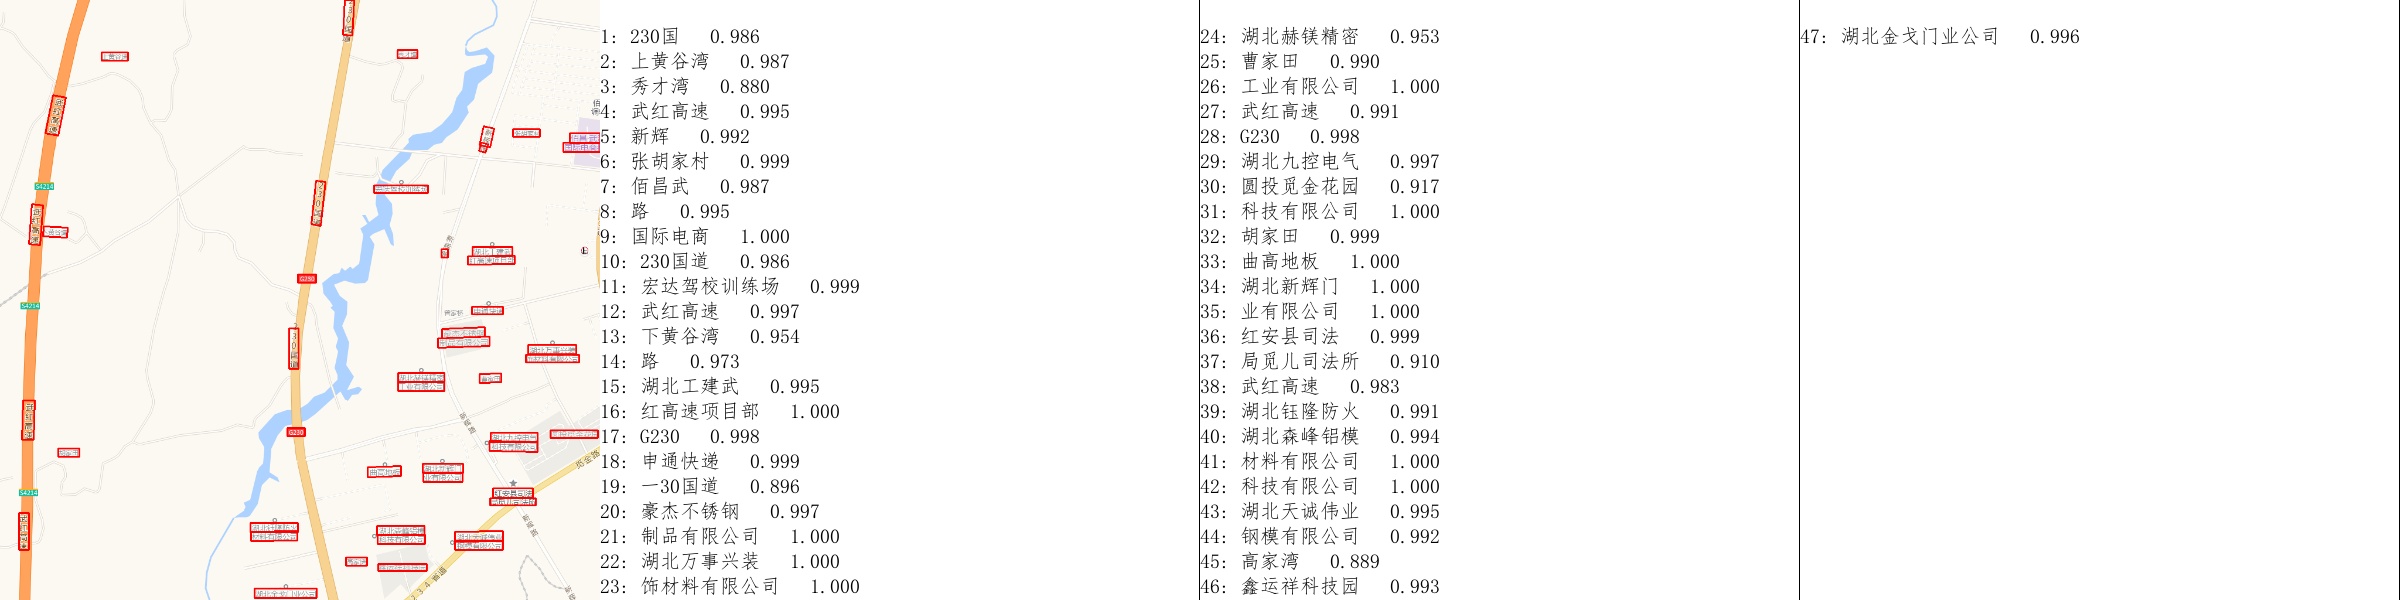 1: 230国 0.986
2: 上黄谷湾 0.987
3: 秀才湾 0.880
4: 武红高速 0.995
5: 新辉 0.992
6: 张胡家村 0.999
7: 佰昌武 0.987
8: 路 0.995
9: 国际电商 1.000
10: 230国道 0.986
11: 宏达驾校训练场 0.999
12: 武红高速 0.997
13: 下黄谷湾 0.954
14: 路 0.973
15: 湖北工建武 0.995
16: 红高速项目部 1.000
17: G230 0.998
18: 申通快递 0.999
19: 一30国道 0.896
20: 豪杰不锈钢 0.997
21: 制品有限公司 1.000
22: 湖北万事兴装 1.000
23: 饰材料有限公司 1.000
24: 湖北赫镁精密 0.953
25: 曹家田 0.990
26: 工业有限公司 1.000
27: 武红高速 0.991
28: G230 0.998
29: 湖北九控电气 0.997
30: 圆投觅金花园 0.917
31: 科技有限公司 1.000
32: 胡家田 0.999
33: 曲高地板 1.000
34: 湖北新辉门 1.000
35: 业有限公司 1.000
36: 红安县司法 0.999
37: 局觅儿司法所 0.910
38: 武红高速 0.983
39: 湖北钰隆防火 0.991
40: 湖北森峰铝模 0.994
41: 材料有限公司 1.000
42: 科技有限公司 1.000
43: 湖北天诚伟业 0.995
44: 钢模有限公司 0.992
45: 高家湾 0.889
46: 鑫运祥科技园 0.993
47: 湖北金戈门业公司 0.996
S4214
S4214
S4214
G230
G230